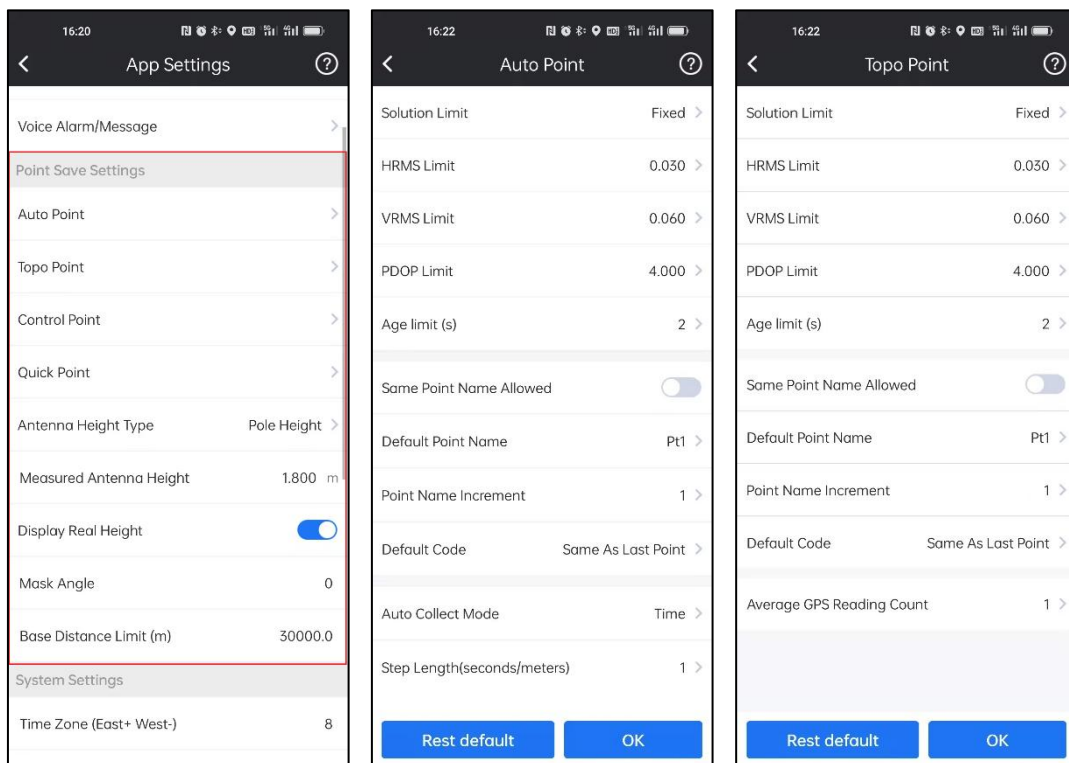 16:20
App Settings
Voice Alarm/Message
Point Save Settings
Auto Point
Topo Point
Control Point
Quick Point
Antenna Height Type Pole Height
Measured Antenna Height 1.800 m
Display Real Height
Mask Angle 0
Base Distance Limit (m) 30000.0
System Settings
Time Zone (East+ West-) 8
16:22
Auto Point
Solution Limit Fixed
HRMS Limit 0.030
VRMS Limit 0.060
PDOP Limit 4.000
Age limit (s) 2
Same Point Name Allowed
Default Point Name Pt1
Point Name Increment 1
Default Code Same As Last Point
Auto Collect Mode Time
Step Length(seconds/meters) 1
Rest default OK
16:22
Topo Point
Solution Limit Fixed
HRMS Limit 0.030
VRMS Limit 0.060
PDOP Limit 4.000
Age limit (s) 2
Same Point Name Allowed
Default Point Name Pt1
Point Name Increment 1
Default Code Same As Last Point
Average GPS Reading Count 1
Rest default OK